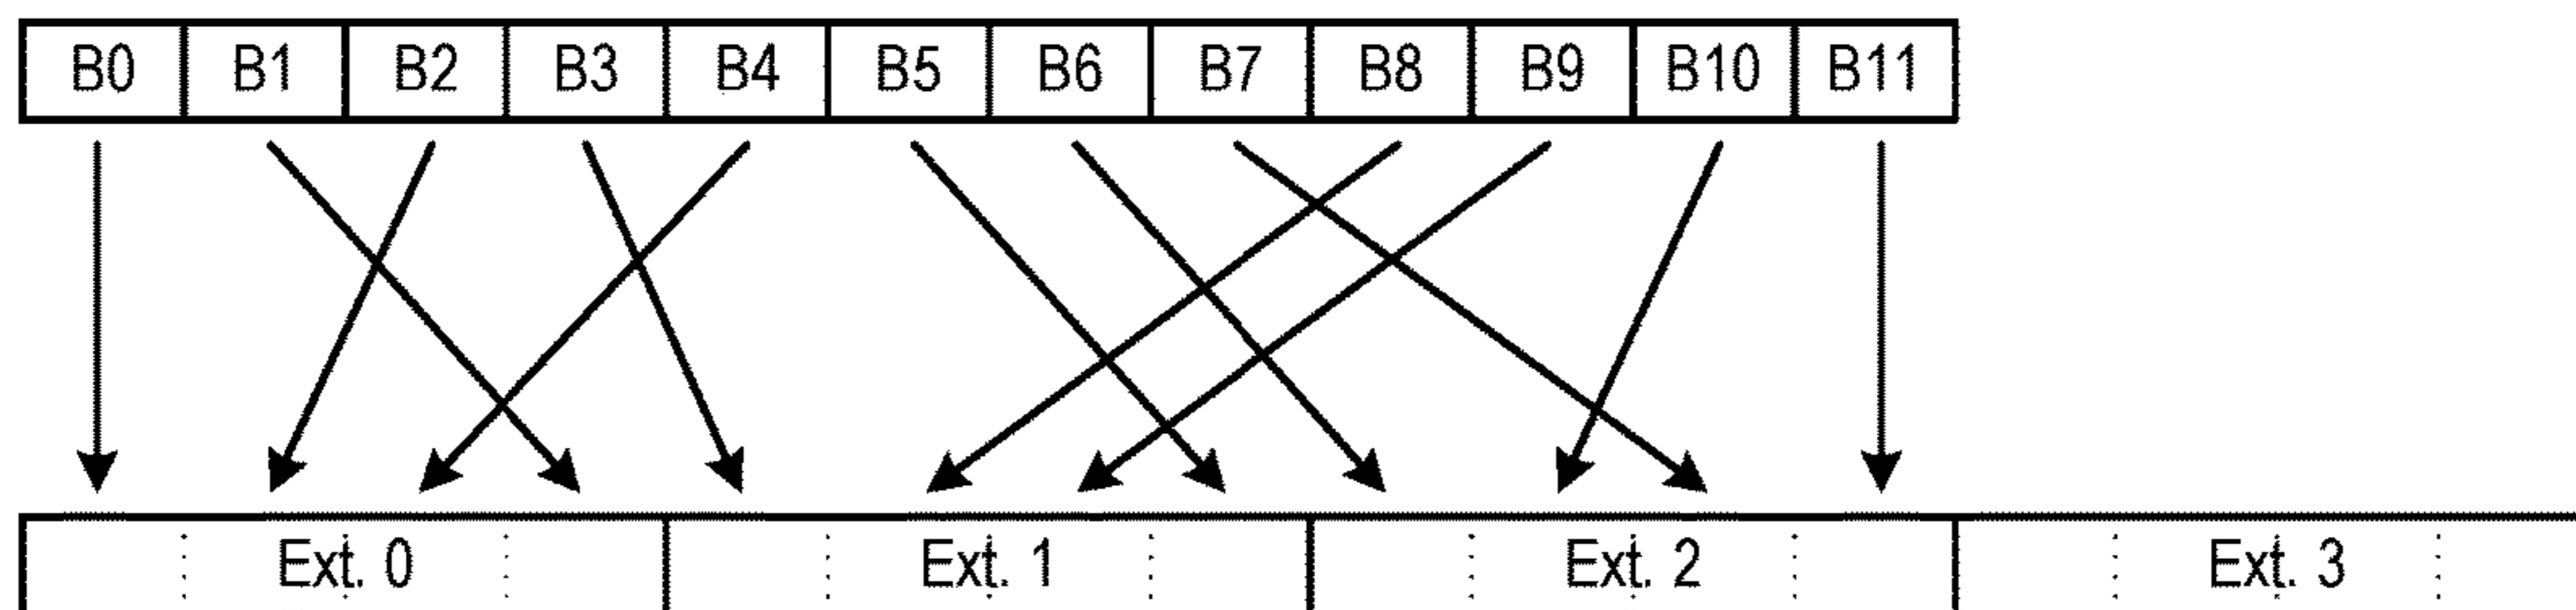 B0 B1 B2 B3 B4 B5 B6 B7 B8 B9 B10 B11
Ext. 0 Ext. 1 Ext. 2 Ext. 3